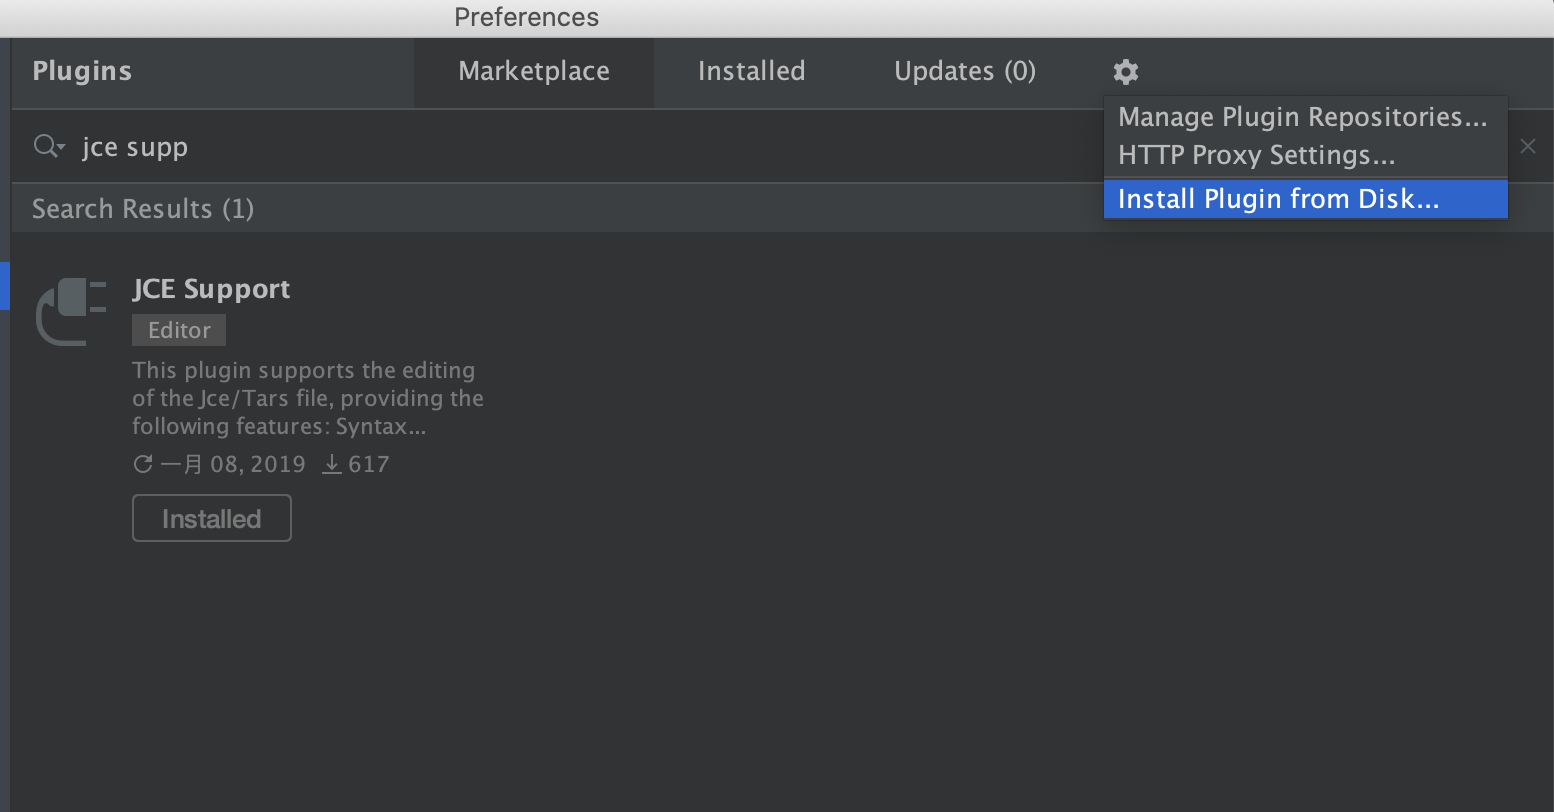 Preferences
Plugins
Marketplace
Installed
Updates (0)
Manage Plugin Repositories...
HTTP Proxy Settings...
Install Plugin from Disk...
jce supp
Search Results (1)
JCE Support
Editor
This plugin supports the editing
of the Jce/Tars file, providing the
following features: Syntax...
一月 08, 2019
617
Installed